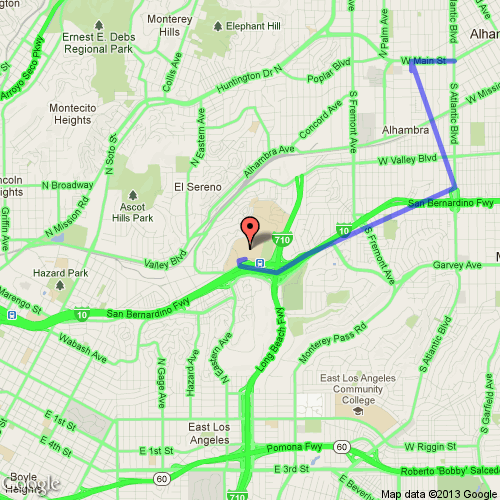 Monterey
Hills
Elephant Hill
Ernest E. Debs
Regional Park
Arroyo Seco Pkwy
Collis Ave
Huntington Dr N
Poplar Blvd
N Palm Ave
W Main St
S Atlantic Blvd
Alha
Montecito
Heights
N Soto St
N Eastern Ave
Concord Ave
S Fremont Ave
W Missi
Alhambra
Alhambra Ave
W Valley Blvd
S Atlantic Blvd
incoln
ights
N Broadway
El Sereno
Ascot
Hills Park
N Mission Rd
Griffin Ave
San Bernardino Fwy
10
710
S Fremont Ave
Valley Blvd
Hazard Park
Garvey Ave
M
Marengo St
10
San Bernardino Fwy
Wabash Ave
N Gage Ave
Hazard Ave
N Eastern Ave
Long Beach Fwy
Monterey Pass Rd
S Atlantic Blvd
S Garfield Ave
East Los Angeles
Community
College
E 1st St
E 1st St
East Los
Angeles
E 4th St
Pomona Fwy
60
W Riggin St
60
E 3rd St
Boyle
Heights
710
E Beverly
Roberto 'Bobby' Salced
Google
Map data ©2013 Google